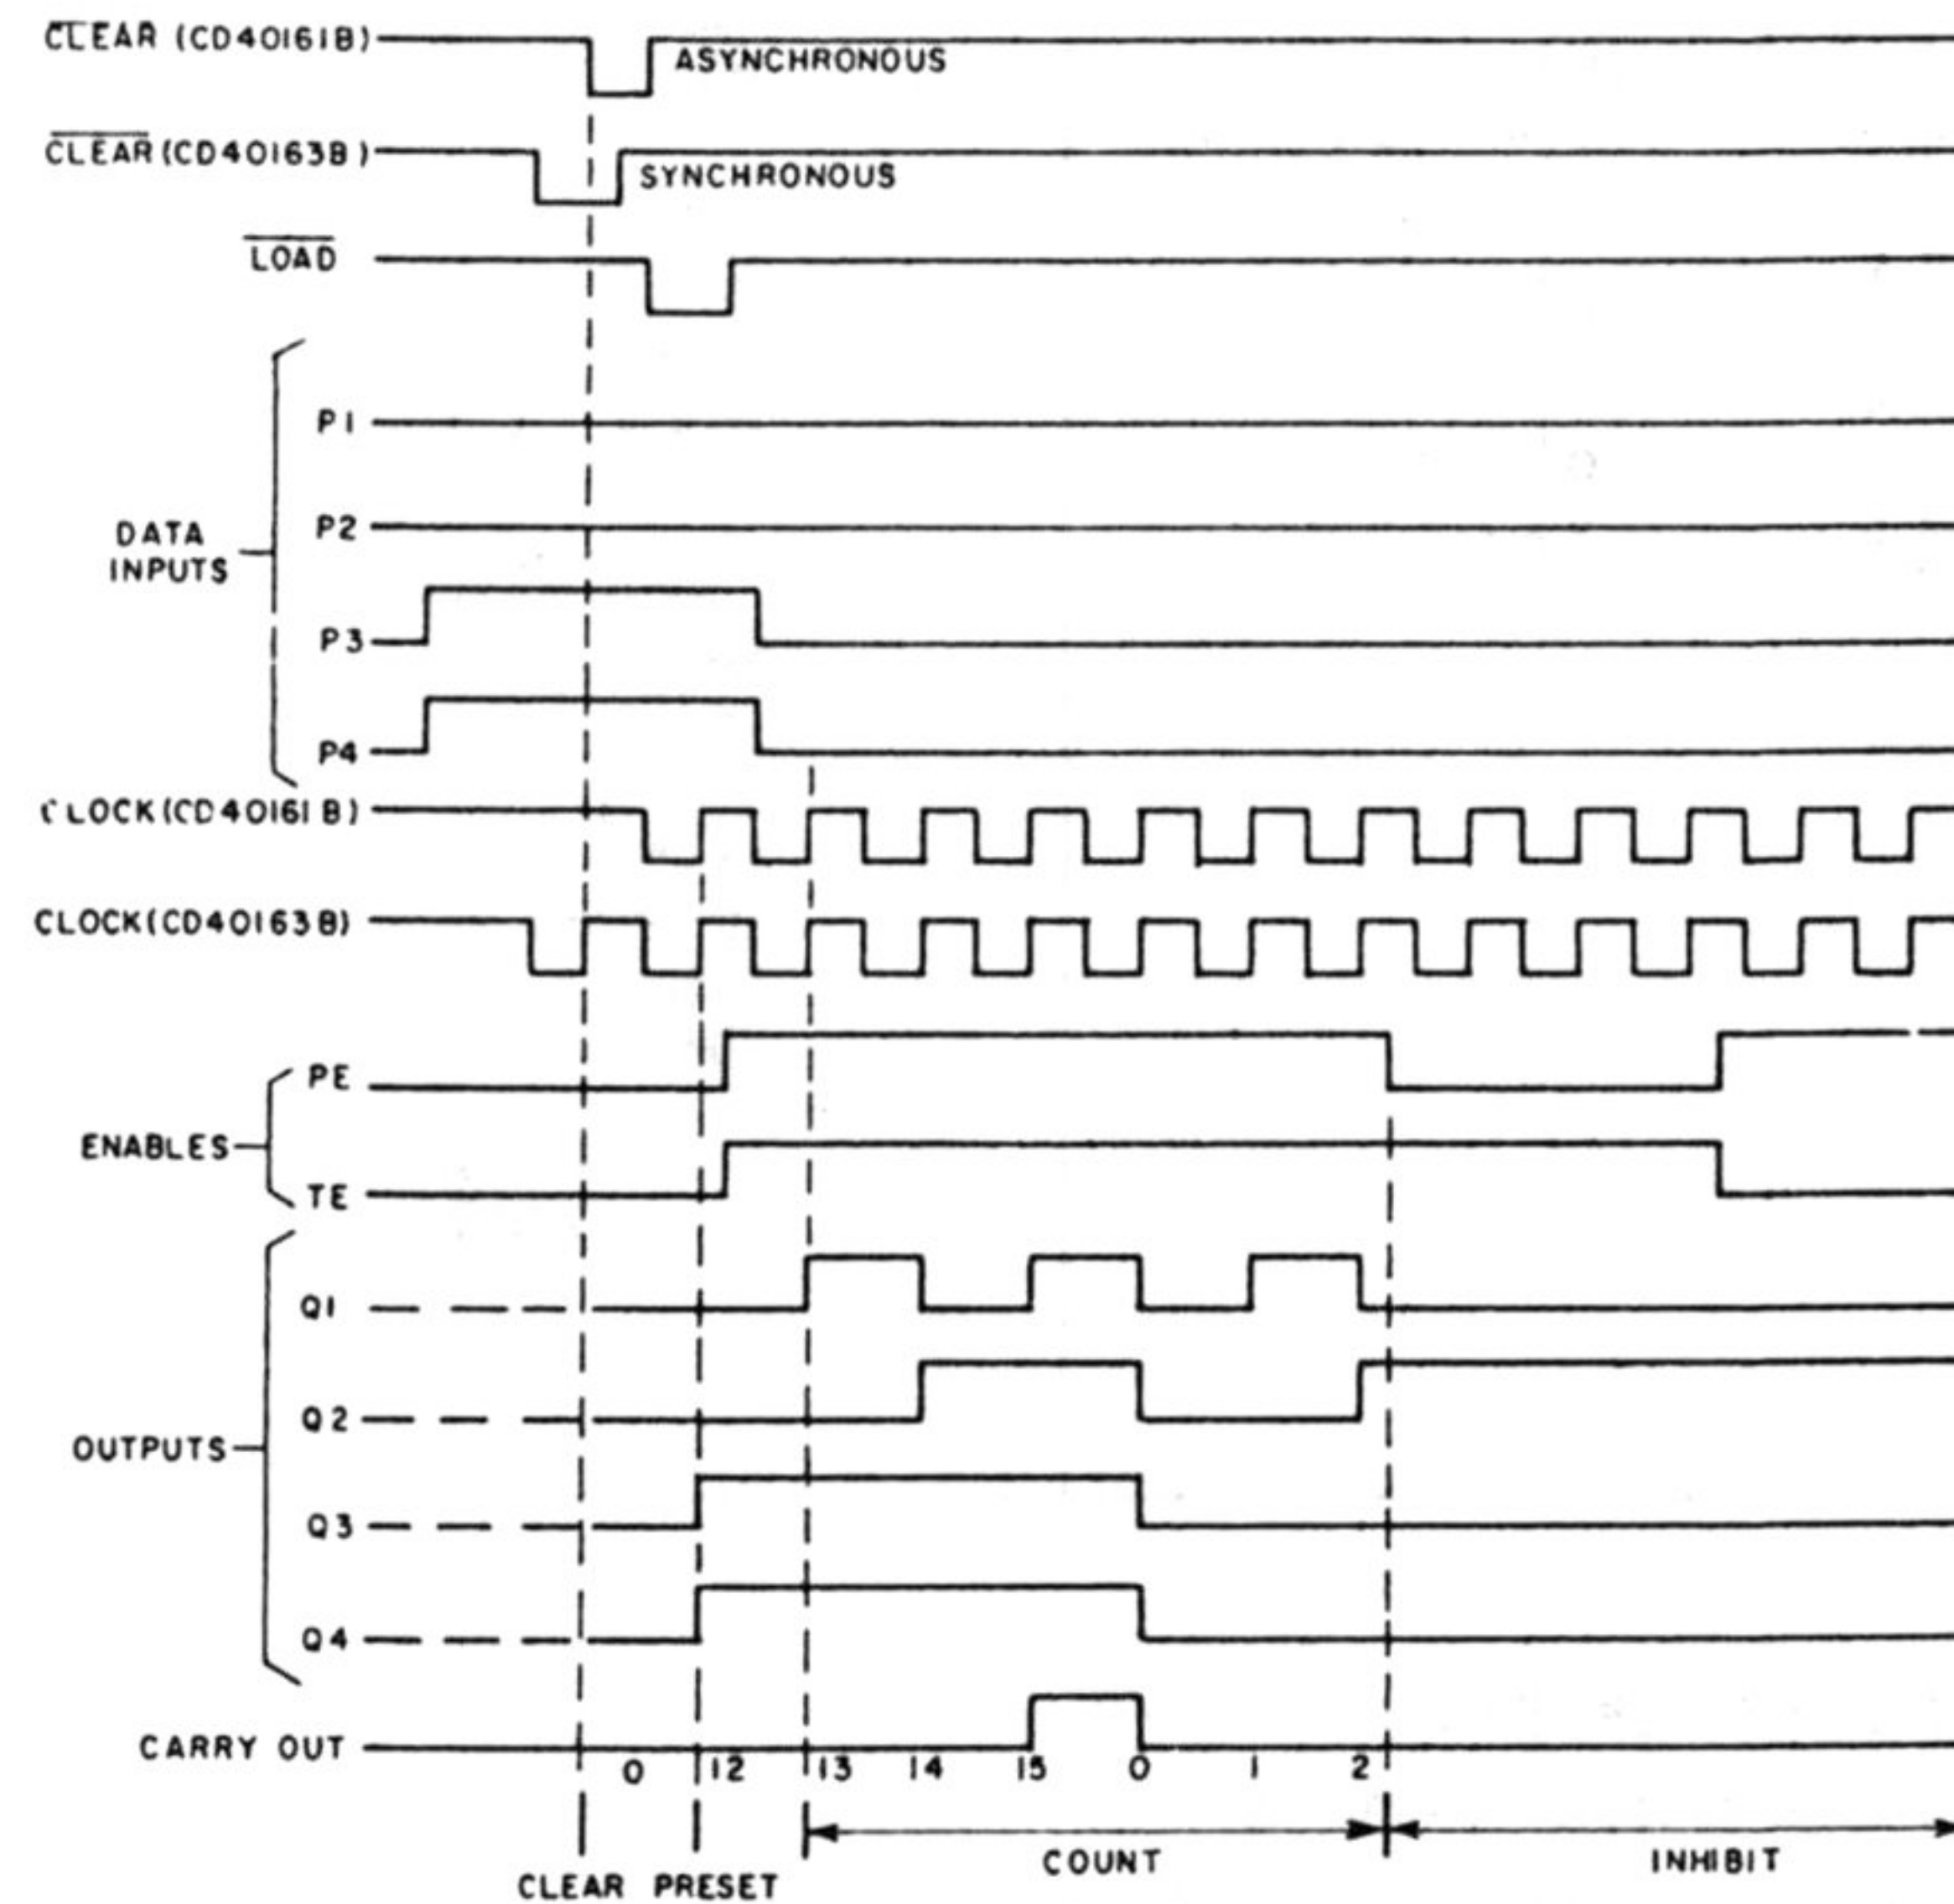 CLEAR (CD40161B)
ASYNCHRONOUS
CLEAR (CD40163B)
SYNCHRONOUS
LOAD
DATA
INPUTS
P1
P2
P3
P4
CLOCK (CD40161B)
CLOCK (CD40163B)
ENABLES
PE
TE
OUTPUTS
Q1
Q2
Q3
Q4
CARRY OUT
0 12 13 14 15 0 1 2
COUNT INHIBIT
CLEAR PRESET